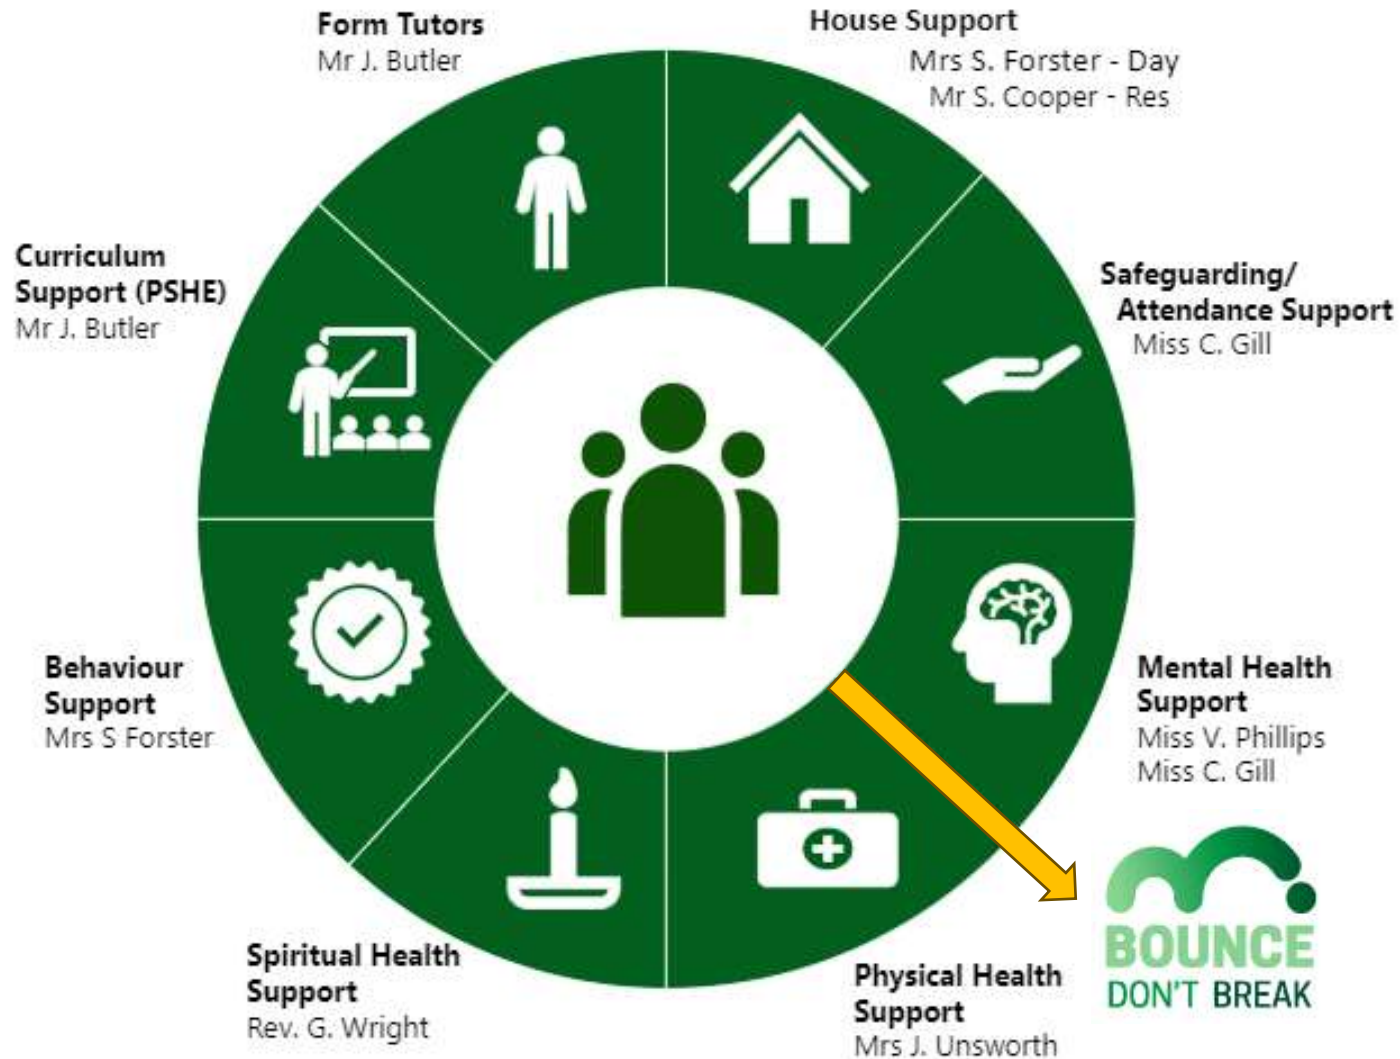 Form Tutors
Mr J. Butler
House Support
Mrs S. Forster - Day
Mr S. Cooper - Res
Safeguarding/
Attendance Support
Miss C. Gill
Mental Health
Support
Miss V. Phillips
Miss C. Gill
BOUNCE
DON'T BREAK
Physical Health
Support
Mrs J. Unsworth
Spiritual Health
Support
Rev. G. Wright
Behaviour
Support
Mrs S Forster
Curriculum
Support (PSHE)
Mr J. Butler